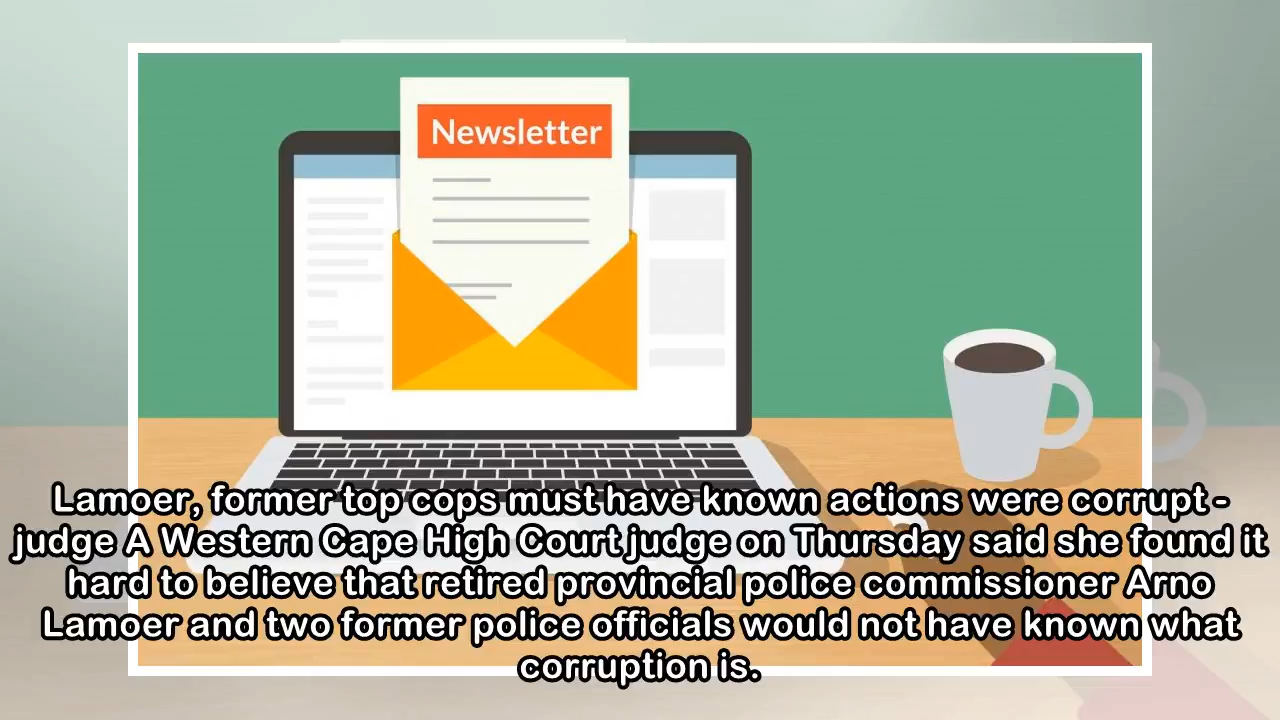 Newsletter
Lamoer, former top cops must have known actions were corrupt -
judge A Western Cape High Court judge on Thursday said she found it
hard to believe that retired provincial police commissioner Arno
Lamoer and two former police officials would not have known what
corruption is.